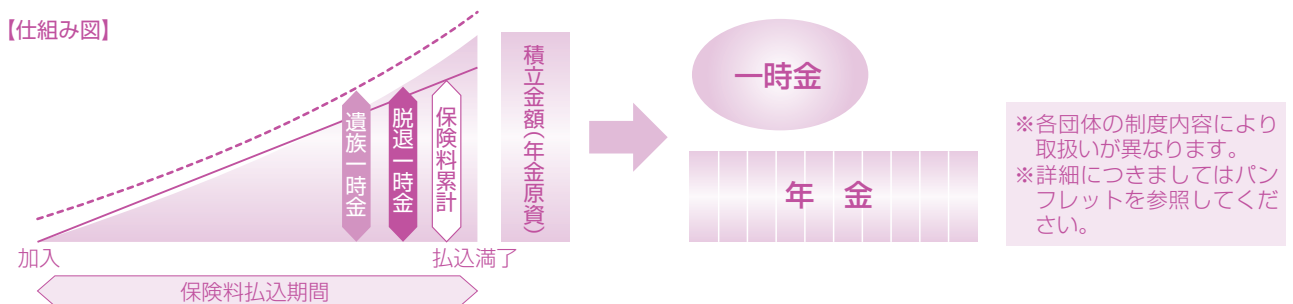 【仕組み図】
遺族一時金
脱退一時金
保険料累計
積立金額(年金原資)
加入
払込満了
保険料払込期間
一時金
年 金
※各団体の制度内容により
取扱いが異なります。
※詳細につきましてはパン
フレットを参照してくだ
さい。